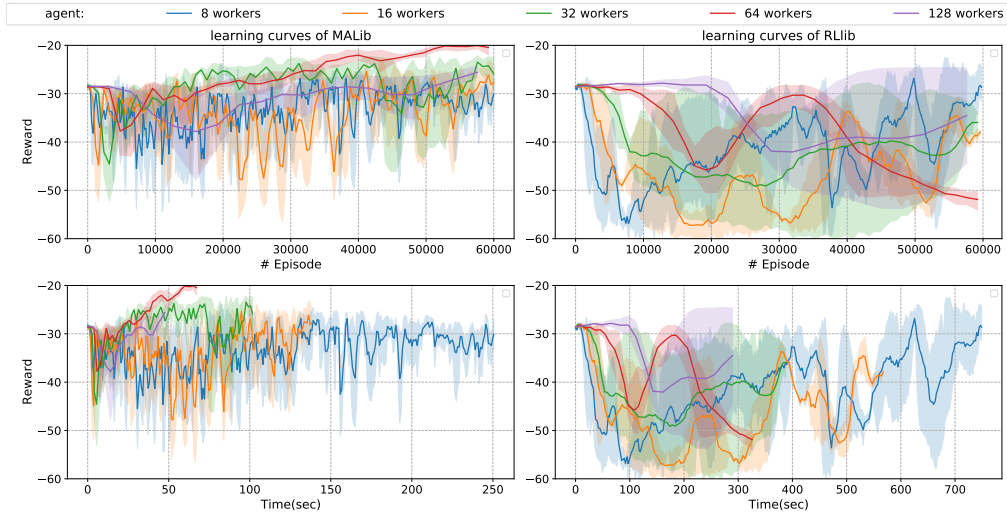 agent: 8 workers 16 workers 32 workers 64 workers 128 workers
learning curves of MALib
−20
−30
−40
−50
−60
Reward
0 10000 20000 30000 40000 50000 60000
# Episode
learning curves of RLlib
−20
−30
−40
−50
−60
0 10000 20000 30000 40000 50000 60000
# Episode
−20
−30
−40
−50
−60
Reward
0 50 100 150 200 250
Time(sec)
−20
−30
−40
−50
−60
0 100 200 300 400 500 600 700
Time(sec)